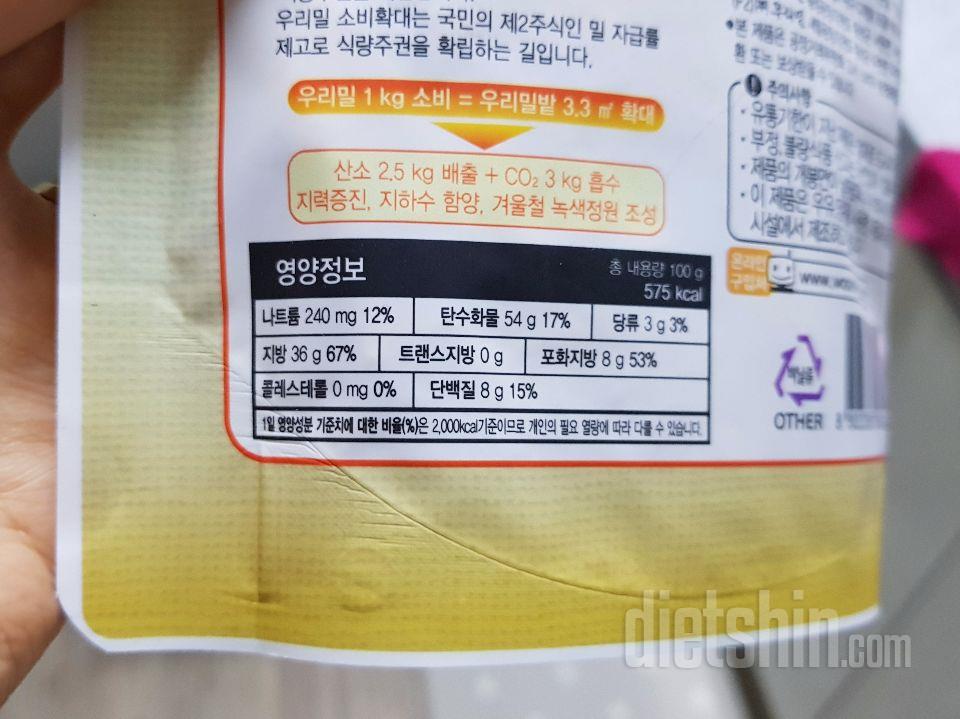 우리밀 소비확대는 국민의 제2주식인 밀 자급률
제고로 식량주권을 확립하는 길입니다.
우리밀 1 kg 소비 = 우리밀밭 3.3 ㎡ 확대
산소 2.5 kg 배출 + CO₂ 3 kg 흡수
지력증진, 지하수 함양, 겨울철 녹색정원 조성
영양정보
총 내용량 100 g
575 kcal
나트륨 240 mg 12% 탄수화물 54 g 17% 당류 3 g 3%
지방 36 g 67% 트랜스지방 0 g 포화지방 8 g 53%
콜레스테롤 0 mg 0% 단백질 8 g 15%
1일 영양성분 기준치에 대한 비율(%)은 2,000kcal기준이므로 개인의 필요 열량에 따라 다를 수 있습니다.
주의사항
· 유통기한이
· 부정, 불량식품
· 제품의 개봉
· 이 제품은
시설에서 제조
온라인
구입처
www.
비닐류
OTHER
dietshin.com